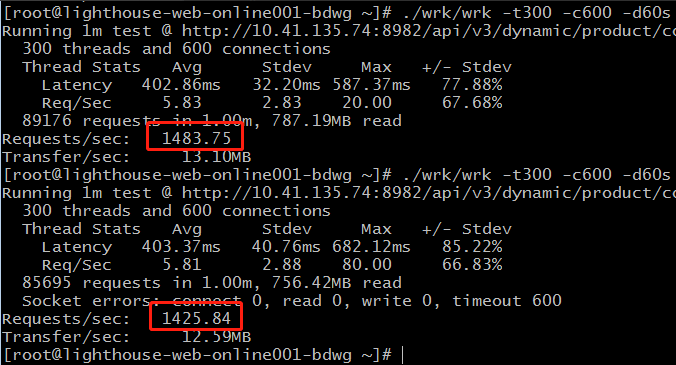 [root@lighthouse-web-online001-bdwg ~]# ./wrk/wrk -t300 -c600 -d60s
Running 1m test @ http://10.41.135.74:8982/api/v3/dynamic/product/co
  300 threads and 600 connections
  Thread Stats   Avg      Stdev     Max   +/- Stdev
    Latency   402.86ms   32.20ms 587.37ms   77.88%
    Req/Sec     5.83      2.83    20.00     67.68%
  89176 requests in 1.00m, 787.19MB read
Requests/sec:   1483.75
Transfer/sec:     13.10MB
[root@lighthouse-web-online001-bdwg ~]# ./wrk/wrk -t300 -c600 -d60s
Running 1m test @ http://10.41.135.74:8982/api/v3/dynamic/product/co
  300 threads and 600 connections
  Thread Stats   Avg      Stdev     Max   +/- Stdev
    Latency   403.37ms   40.76ms 682.12ms   85.22%
    Req/Sec     5.81      2.88    80.00     66.83%
  85695 requests in 1.00m, 756.42MB read
  Socket errors: connect 0, read 0, write 0, timeout 600
Requests/sec:   1425.84
Transfer/sec:     12.59MB
[root@lighthouse-web-online001-bdwg ~]#